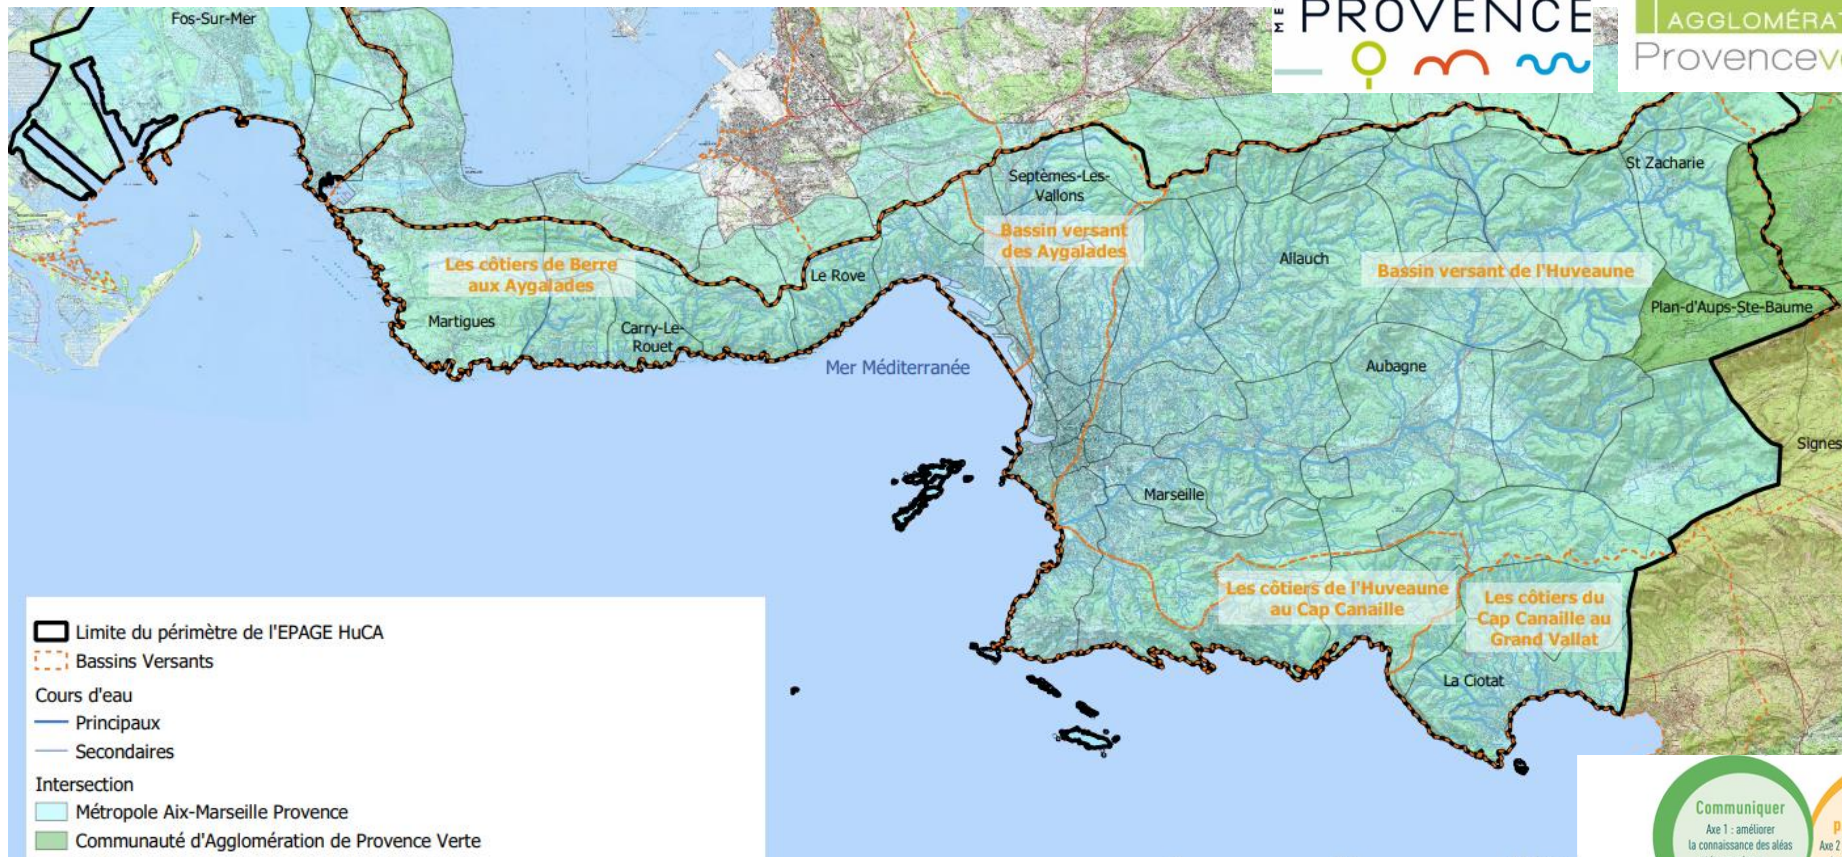 PROVENCE
AGGLOMÉRA
Provence
Fos-Sur-Mer
St Zacharie
Septèmes-Les-
Vallons
Bassin versant
des Aygalades
Allauch
Bassin versant de l'Huveaune
Les côtiers de Berre
aux Aygalades
Le Rove
Plan-d'Aups-Ste-Baume
Martigues
Carry-Le-
Rouet
Mer Méditerranée
Aubagne
Signes
Marseille
Les côtiers de l'Huveaune
au Cap Canaille
Les côtiers du
Cap Canaille au
Grand Vallat
La Ciotat
Limite du périmètre de l'EPAGE HuCA
Bassins Versants
Cours d'eau
Principaux
Secondaires
Intersection
Métropole Aix-Marseille Provence
Communauté d'Agglomération de Provence Verte
Communiquer
Axe 1 : améliorer
la connaissance des aléas
Axe 2